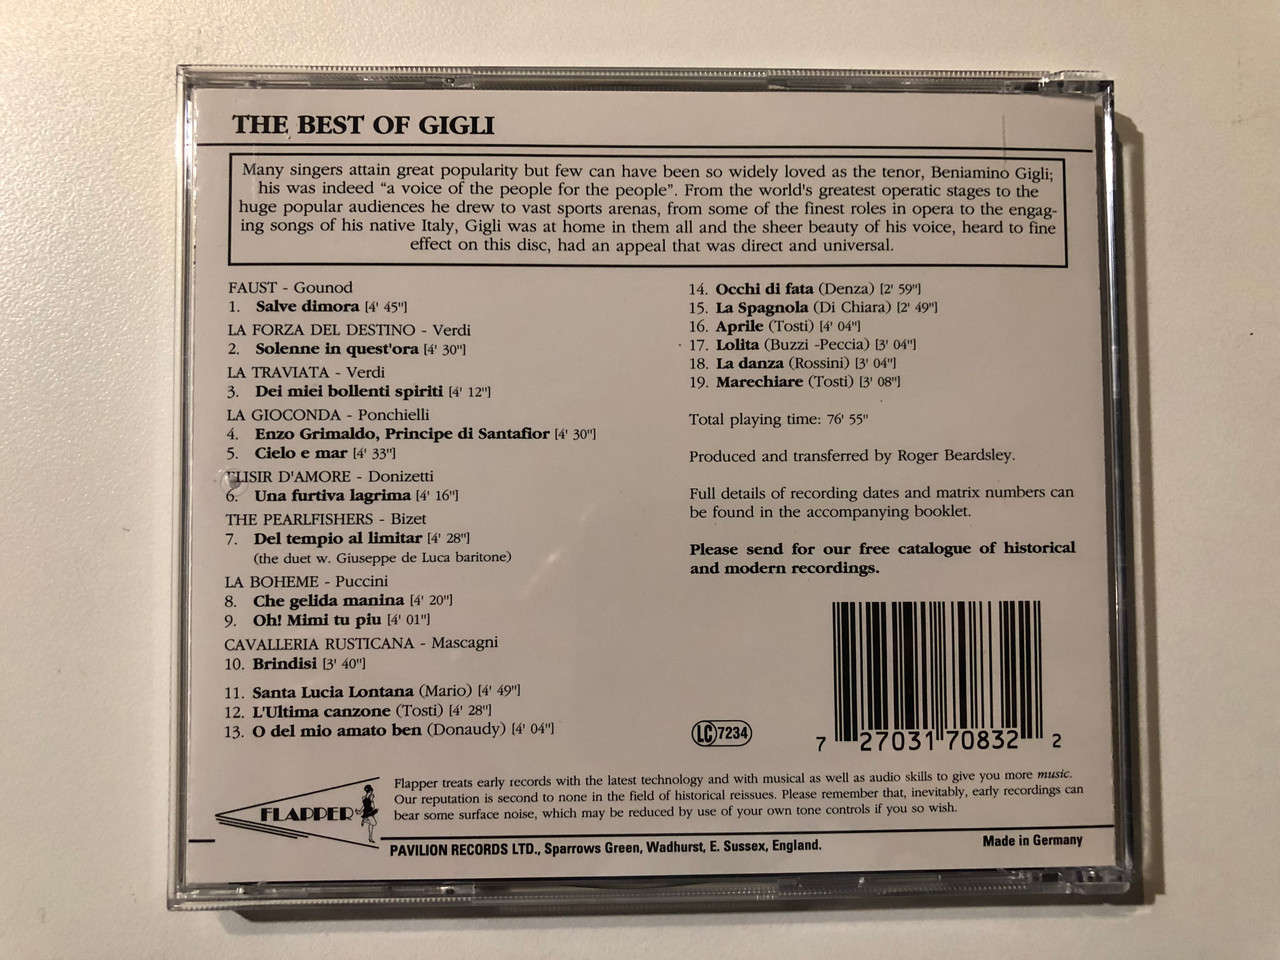 THE BEST OF GIGLI
Many singers attain great popularity but few can have been so widely loved as the tenor, Beniamino Gigli;
his was indeed “a voice of the people for the people”. From the world's greatest operatic stages to the
huge popular audiences he drew to vast sports arenas, from some of the finest roles in opera to the engag-
ing songs of his native Italy, Gigli was at home in them all and the sheer beauty of his voice, heard to fine
effect on this disc, had an appeal that was direct and universal.
FAUST - Gounod
1. Salve dimora [4' 45"]
LA FORZA DEL DESTINO - Verdi
2. Solenne in quest'ora [4' 30"]
LA TRAVIATA - Verdi
3. Dei miei bollenti spiriti [4' 12"]
LA GIOCONDA - Ponchielli
4. Enzo Grimaldo, Principe di Santafior [4' 30"]
5. Cielo e mar [4' 33"]
ELISIR D'AMORE - Donizetti
6. Una furtiva lagrima [4' 16"]
THE PEARLFISHERS - Bizet
7. Del tempio al limitar [4' 28"]
(the duet w. Giuseppe de Luca baritone)
LA BOHEME - Puccini
8. Che gelida manina [4' 20"]
9. Oh! Mimi tu piu [4' 01"]
CAVALLERIA RUSTICANA - Mascagni
10. Brindisi [3' 40"]
11. Santa Lucia Lontana (Mario) [4' 49"]
12. L'Ultima canzone (Tosti) [4' 28"]
13. O del mio amato ben (Donaudy) [4' 04"]
14. Occhi di fata (Denza) [2' 59"]
15. La Spagnola (Di Chiara) [2' 49"]
16. Aprile (Tosti) [4' 04"]
17. Lolita (Buzzi -Peccia) [3' 04"]
18. La danza (Rossini) [3' 04"]
19. Marechiare (Tosti) [3' 08"]
Total playing time: 76' 55"
Produced and transferred by Roger Beardsley.
Full details of recording dates and matrix numbers can
be found in the accompanying booklet.
Please send for our free catalogue of historical
and modern recordings.
LC 7234
7 27031 70832 2
FLAPPER
Flapper treats early records with the latest technology and with musical as well as audio skills to give you more music.
Our reputation is second to none in the field of historical reissues. Please remember that, inevitably, early recordings can
bear some surface noise, which may be reduced by use of your own tone controls if you so wish.
PAVILION RECORDS LTD., Sparrows Green, Wadhurst, E. Sussex, England.
Made in Germany